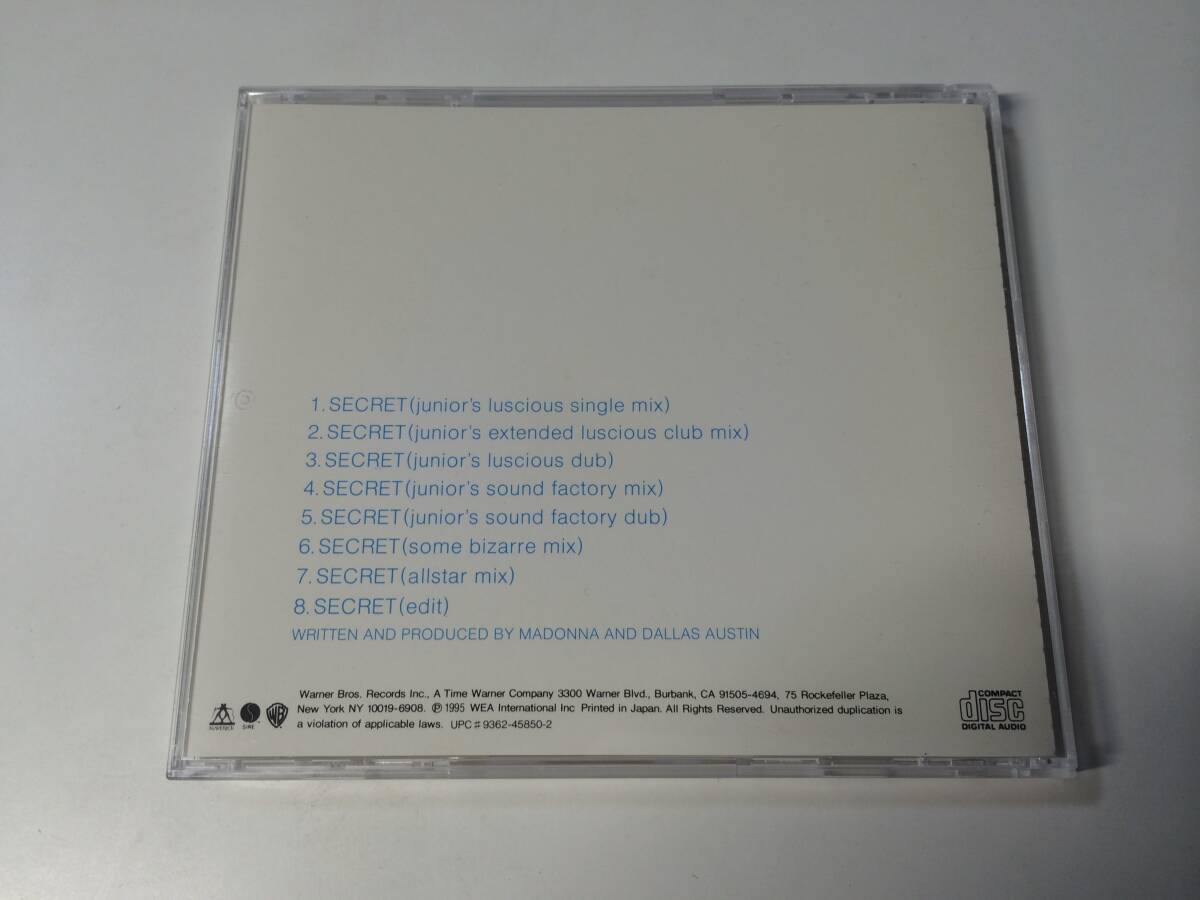 1. SECRET(junior's luscious single mix)
2. SECRET(junior's extended luscious club mix)
3. SECRET(junior's luscious dub)
4. SECRET(junior's sound factory mix)
5. SECRET(junior's sound factory dub)
6. SECRET(some bizarre mix)
7. SECRET(allstar mix)
8. SECRET(edit)
WRITTEN AND PRODUCED BY MADONNA AND DALLAS AUSTIN
Warner Bros. Records Inc., A Time Warner Company 3300 Warner Blvd., Burbank, CA 91505-4694, 75 Rockefeller Plaza,
New York NY 10019-6908. ℗ 1995 WEA International Inc Printed in Japan. All Rights Reserved. Unauthorized duplication is
a violation of applicable laws. UPC # 9362-45850-2
MAVERICK
SIRE
WB
COMPACT
disc
DIGITAL AUDIO